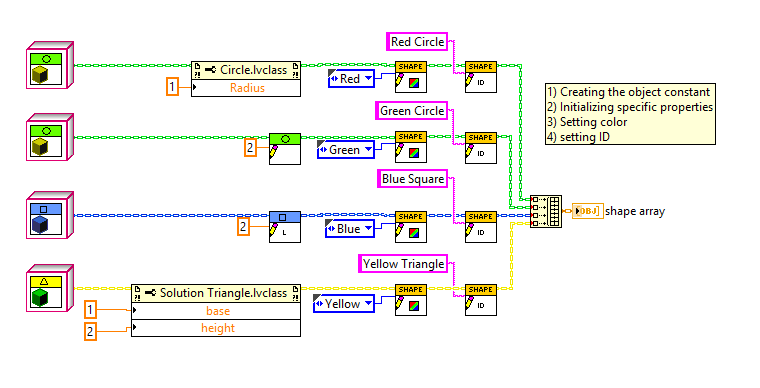 Red Circle
Circle.lvclass
SHAPE
SHAPE
1
Radius
Red
ID
1) Creating the object constant
2) Initializing specific properties
3) Setting color
4) setting ID
Green Circle
SHAPE
SHAPE
2
Green
ID
Blue Square
SHAPE
SHAPE
2
L
Blue
ID
OBJ
shape array
Yellow Triangle
Solution Triangle.lvclass
SHAPE
SHAPE
1
base
Yellow
ID
2
height